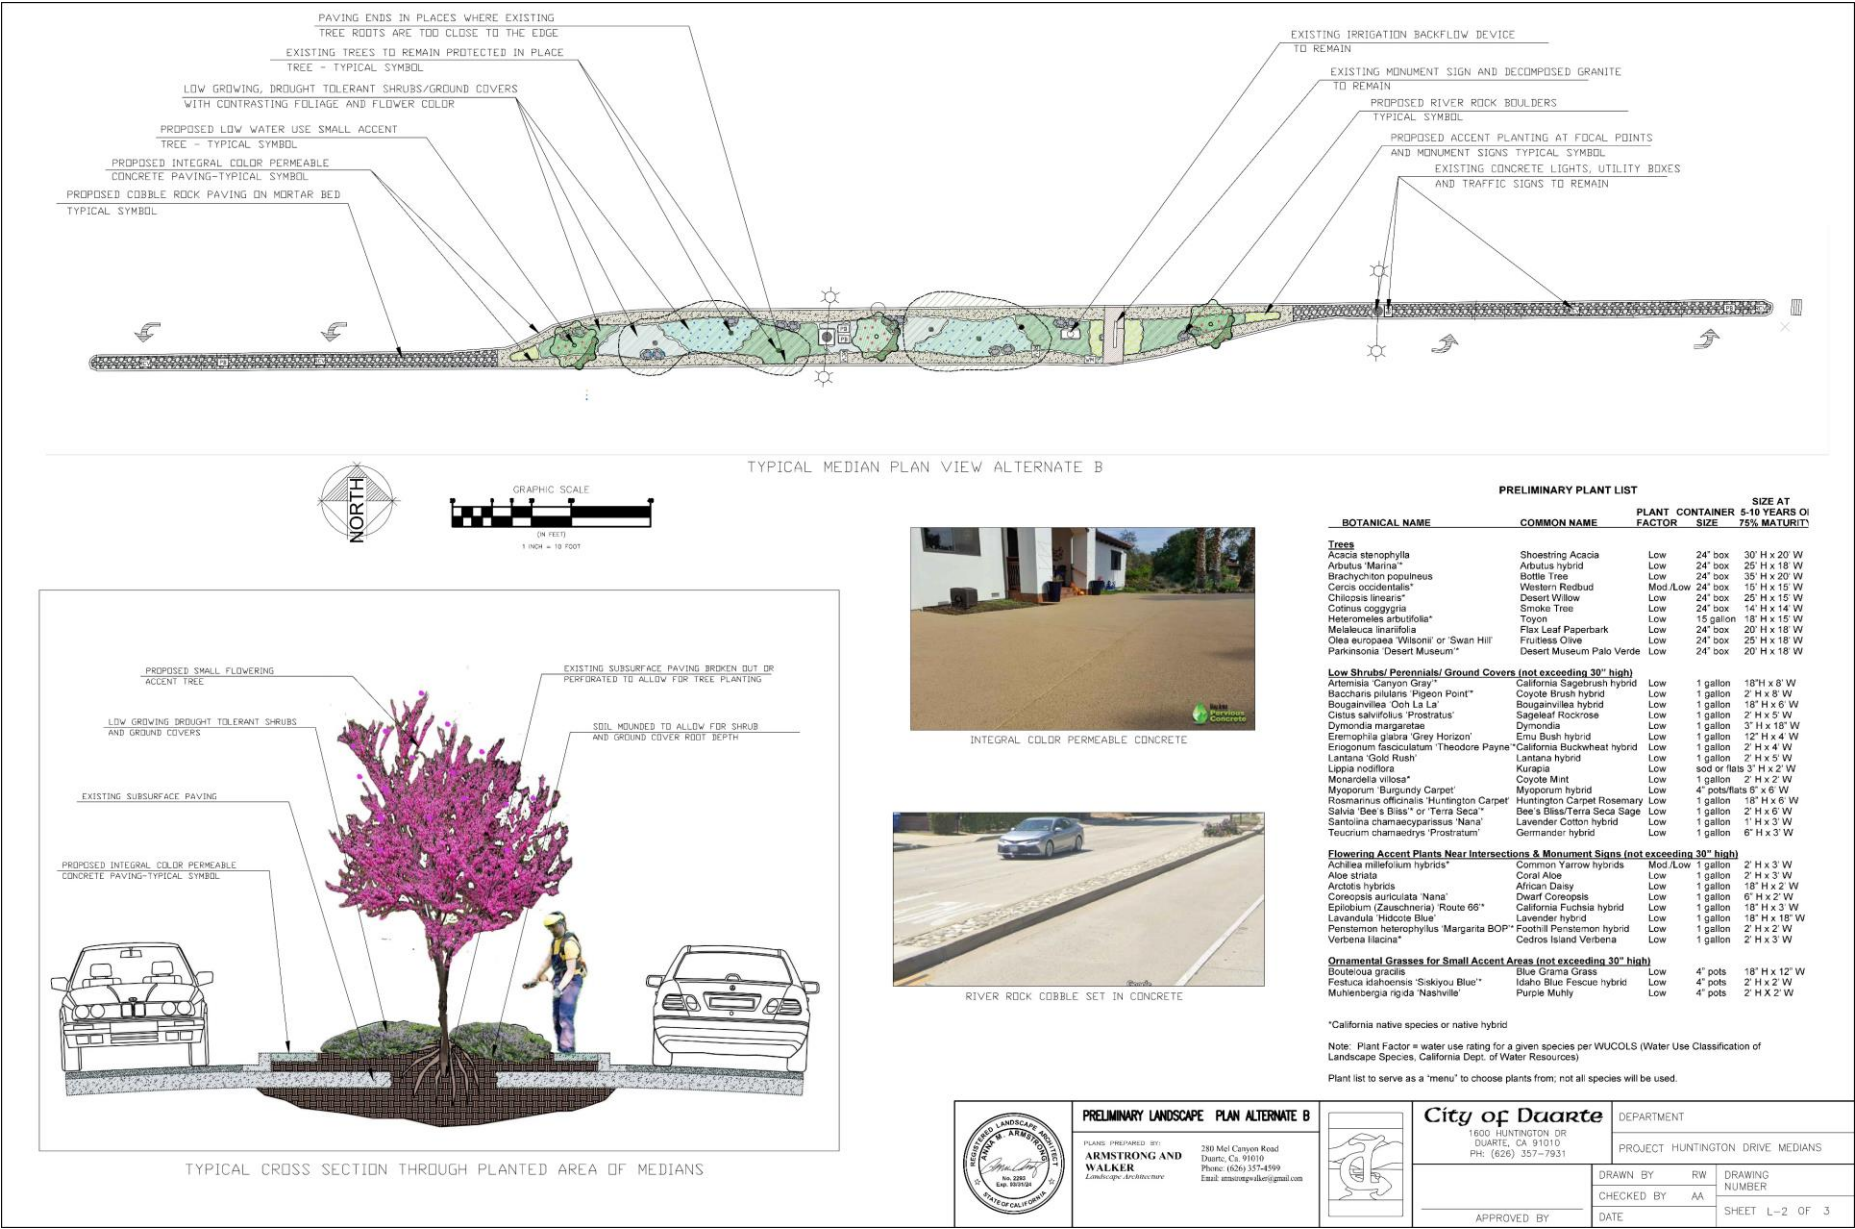 PAVING ENDS IN PLACES WHERE EXISTING
TREE ROOTS ARE TOO CLOSE TO THE EDGE
EXISTING TREES TO REMAIN PROTECTED IN PLACE
TREE - TYPICAL SYMBOL
LOW GROWING, DROUGHT TOLERANT SHRUBS/GROUND COVERS
WITH CONTRASTING FOLIAGE AND FLOWER COLOR
PROPOSED LOW WATER USE SMALL ACCENT
TREE - TYPICAL SYMBOL
PROPOSED INTEGRAL COLOR PERMEABLE
CONCRETE PAVING-TYPICAL SYMBOL
PROPOSED COBBLE ROCK PAVING ON MORTAR BED
TYPICAL SYMBOL
EXISTING IRRIGATION BACKFLOW DEVICE
TO REMAIN
EXISTING MONUMENT SIGN AND DECOMPOSED GRANITE
TO REMAIN
PROPOSED RIVER ROCK BOULDERS
TYPICAL SYMBOL
PROPOSED ACCENT PLANTING AT FOCAL POINTS
AND MONUMENT SIGNS TYPICAL SYMBOL
EXISTING CONCRETE LIGHTS, UTILITY BOXES
AND TRAFFIC SIGNS TO REMAIN
PB
PB
TYPICAL MEDIAN PLAN VIEW ALTERNATE B
NORTH
GRAPHIC SCALE
(IN FEET)
1 INCH = 10 FOOT
PROPOSED SMALL FLOWERING
ACCENT TREE
LOW GROWING DROUGHT TOLERANT SHRUBS
AND GROUND COVERS
EXISTING SUBSURFACE PAVING
PROPOSED INTEGRAL COLOR PERMEABLE
CONCRETE PAVING-TYPICAL SYMBOL
EXISTING SUBSURFACE PAVING BROKEN OUT OR
PERFORATED TO ALLOW FOR TREE PLANTING
SOIL MOUNDED TO ALLOW FOR SHRUB
AND GROUND COVER ROOT DEPTH
TYPICAL CROSS SECTION THROUGH PLANTED AREA OF MEDIANS
Pervious
Concrete
INTEGRAL COLOR PERMEABLE CONCRETE
RIVER ROCK COBBLE SET IN CONCRETE
PRELIMINARY PLANT LIST
BOTANICAL NAME COMMON NAME PLANT FACTOR CONTAINER SIZE SIZE AT 5-10 YEARS OR 75% MATURITY
Trees
Acacia stenophylla Shoestring Acacia Low 24" box 30' H x 20' W
Arbutus 'Marina'* Arbutus hybrid Low 24" box 25' H x 18' W
Brachychiton populneus Bottle Tree Low 24" box 35' H x 20' W
Cercis occidentalis* Western Redbud Mod./Low 24" box 15' H x 15' W
Chilopsis linearis* Desert Willow Low 24" box 25' H x 15' W
Cotinus coggygria Smoke Tree Low 24" box 14' H x 14' W
Heteromeles arbutifolia* Toyon Low 15 gallon 18' H x 15' W
Melaleuca linariifolia Flax Leaf Paperbark Low 24" box 20' H x 18' W
Olea europaea 'Wilsonii' or 'Swan Hill' Fruitless Olive Low 24" box 25' H x 18' W
Parkinsonia 'Desert Museum'* Desert Museum Palo Verde Low 24" box 20' H x 18' W
Low Shrubs/ Perennials/ Ground Covers (not exceeding 30" high)
Artemisia 'Canyon Gray'* California Sagebrush hybrid Low 1 gallon 18"H x 8' W
Baccharis pilularis 'Pigeon Point'* Coyote Brush hybrid Low 1 gallon 2' H x 8' W
Bougainvillea 'Ooh La La' Bougainvillea hybrid Low 1 gallon 18" H x 6' W
Cistus salviifolius 'Prostratus' Sageleaf Rockrose Low 1 gallon 2' H x 5' W
Dymondia margaretae Dymondia Low 1 gallon 3" H x 18" W
Eremophila glabra 'Grey Horizon' Emu Bush hybrid Low 1 gallon 12" H x 4' W
Eriogonum fasciculatum 'Theodore Payne'* California Buckwheat hybrid Low 1 gallon 2' H x 4' W
Lantana 'Gold Rush' Lantana hybrid Low 1 gallon 2' H x 5' W
Lippia nodiflora Kurapia Low sod or flats 3" H x 2' W
Monardella villosa* Coyote Mint Low 1 gallon 2' H x 2' W
Myoporum 'Burgundy Carpet' Myoporum hybrid Low 4" pots/flats 6" x 6' W
Rosmarinus officinalis 'Huntington Carpet' Huntington Carpet Rosemary Low 1 gallon 18" H x 6' W
Salvia 'Bee's Bliss'* or 'Terra Seca'* Bee's Bliss/Terra Seca Sage Low 1 gallon 2' H x 6' W
Santolina chamaecyparissus 'Nana' Lavender Cotton hybrid Low 1 gallon 1' H x 3' W
Teucrium chamaedrys 'Prostratum' Germander hybrid Low 1 gallon 6" H x 3' W
Flowering Accent Plants Near Intersections & Monument Signs (not exceeding 30" high)
Achillea millefolium hybrids* Common Yarrow hybrids Mod./Low 1 gallon 2' H x 3' W
Aloe striata Coral Aloe Low 1 gallon 2' H x 3' W
Arctotis hybrids African Daisy Low 1 gallon 18" H x 2' W
Coreopsis auriculata 'Nana' Dwarf Coreopsis Low 1 gallon 6" H x 2' W
Epilobium (Zauschneria) 'Route 66'* California Fuchsia hybrid Low 1 gallon 18" H x 3' W
Lavandula 'Hidcote Blue' Lavender hybrid Low 1 gallon 18" H x 18" W
Penstemon heterophyllus 'Margarita BOP'* Foothill Penstemon hybrid Low 1 gallon 2' H x 2' W
Verbena lilacina* Cedros Island Verbena Low 1 gallon 2' H x 3' W
Ornamental Grasses for Small Accent Areas (not exceeding 30" high)
Bouteloua gracilis Blue Grama Grass Low 4" pots 18" H x 12" W
Festuca idahoensis 'Siskiyou Blue'* Idaho Blue Fescue hybrid Low 4" pots 2' H x 2' W
Muhlenbergia rigida 'Nashville' Purple Muhly Low 4" pots 2' H X 2' W
*California native species or native hybrid
Note: Plant Factor = water use rating for a given species per WUCOLS (Water Use Classification of
Landscape Species, California Dept. of Water Resources)
Plant list to serve as a "menu" to choose plants from; not all species will be used.
REGISTERED LANDSCAPE ARCHITECT
ANNA M. ARMSTRONG
No. 2293
Exp. 03/31/24
STATE OF CALIFORNIA
PRELIMINARY LANDSCAPE PLAN ALTERNATE B
PLANS PREPARED BY:
ARMSTRONG AND
WALKER
Landscape Architecture
280 Mel Canyon Road
Duarte, Ca. 91010
Phone: (626) 357-4599
Email: armstrongwalker@gmail.com
City of Duarte
1600 HUNTINGTON DR
DUARTE, CA 91010
PH: (626) 357-7931
APPROVED BY
DEPARTMENT
PROJECT HUNTINGTON DRIVE MEDIANS
DRAWN BY RW
CHECKED BY AA
DATE
DRAWING
NUMBER
SHEET L-2 OF 3